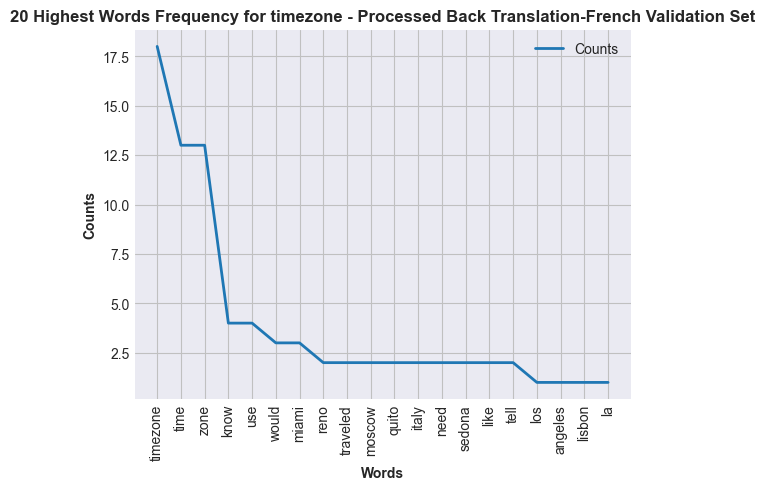 20 Highest Words Frequency for timezone - Processed Back Translation-French Validation Set
Counts
17.5
15.0
12.5
10.0
7.5
5.0
2.5
Counts
timezone
time
zone
know
use
would
miami
reno
traveled
moscow
quito
italy
need
sedona
like
tell
los
angeles
lisbon
la
Words